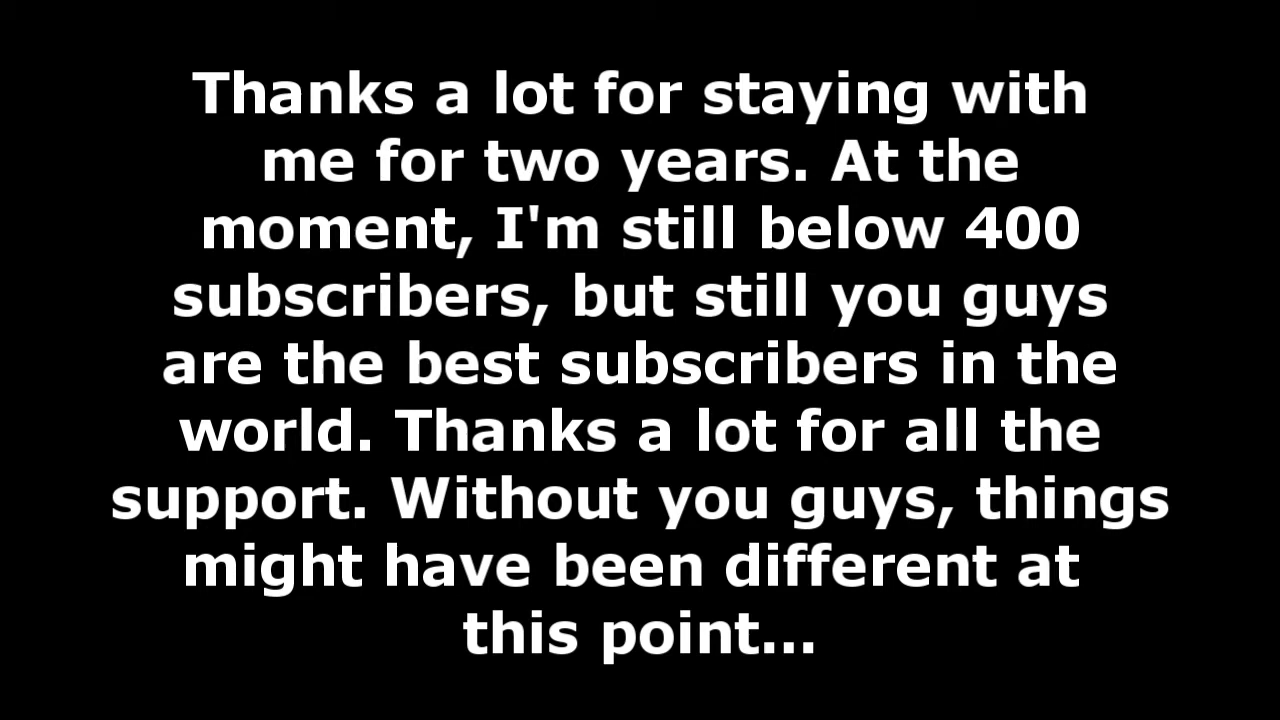 Thanks a lot for staying with
me for two years. At the
moment, I'm still below 400
subscribers, but still you guys
are the best subscribers in the
world. Thanks a lot for all the
support. Without you guys, things
might have been different at
this point...